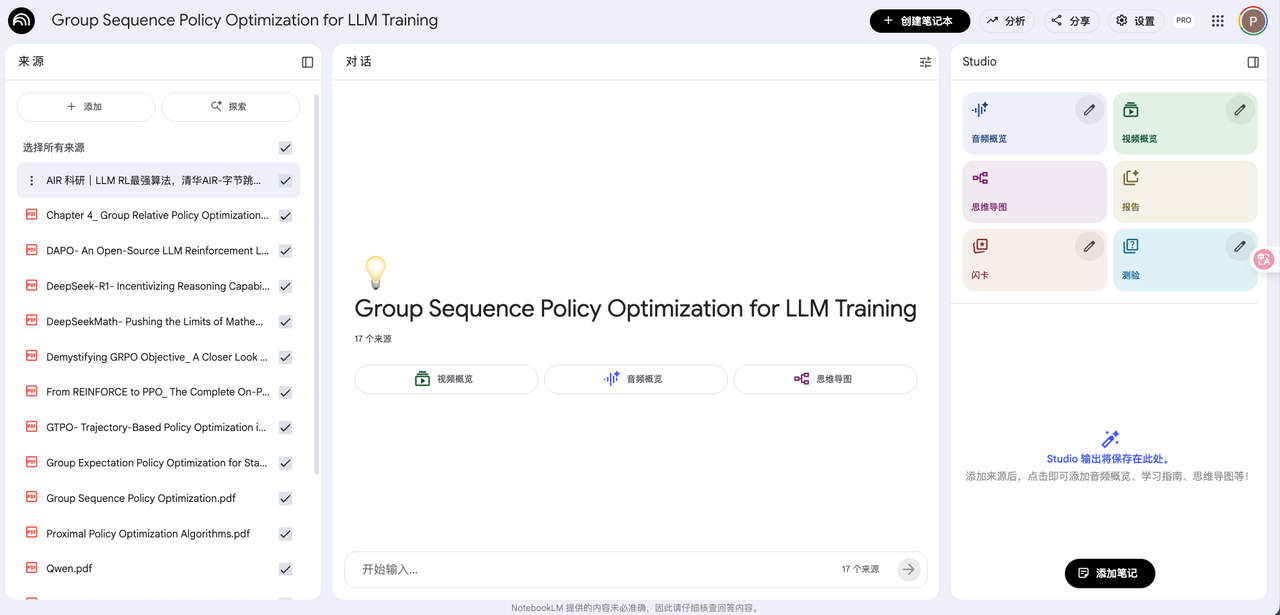 Group Sequence Policy Optimization for LLM Training
创建笔记本
分析
分享
设置
PRO
P
来源
添加
探索
选择所有来源
AIR 科研｜LLM RL最强算法，清华AIR-字节跳...
Chapter 4_ Group Relative Policy Optimization...
DAPO- An Open-Source LLM Reinforcement L...
DeepSeek-R1- Incentivizing Reasoning Capabi...
DeepSeekMath- Pushing the Limits of Mathe...
Demystifying GRPO Objective_ A Closer Look ...
From REINFORCE to PPO_ The Complete On-P...
GTPO- Trajectory-Based Policy Optimization i...
Group Expectation Policy Optimization for Sta...
Group Sequence Policy Optimization.pdf
Proximal Policy Optimization Algorithms.pdf
Qwen.pdf
对话
Group Sequence Policy Optimization for LLM Training
17 个来源
视频概览
音频概览
思维导图
开始输入...
17 个来源
NotebookLM 提供的内容未必准确，因此请仔细核查回答内容。
Studio
音频概览
视频概览
思维导图
报告
闪卡
测验
Studio 输出将保存在此处。
添加来源后，点击即可添加音频概览、学习指南、思维导图等！
添加笔记